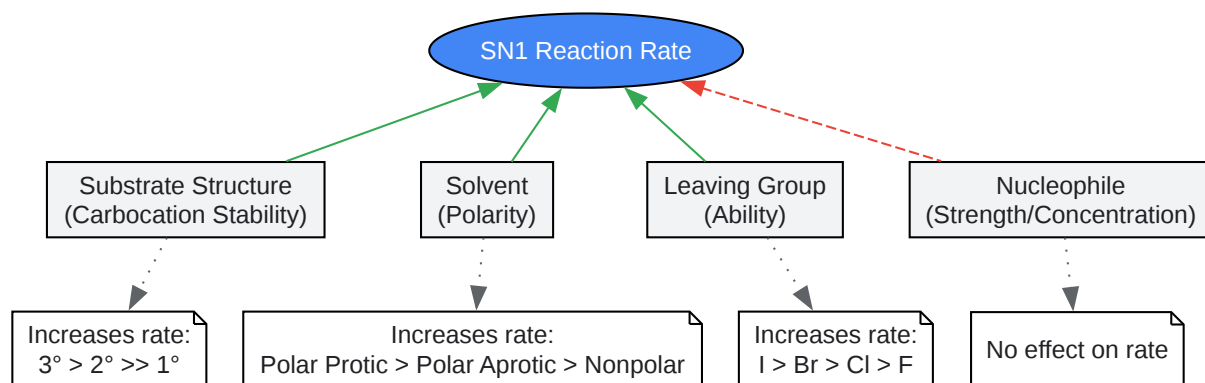 SN1 Reaction Rate
Substrate Structure
(Carbocation Stability)
Solvent
(Polarity)
Leaving Group
(Ability)
Nucleophile
(Strength/Concentration)
Increases rate:
3° > 2° >> 1°
Increases rate:
Polar Protic > Polar Aprotic > Nonpolar
Increases rate:
I > Br > Cl > F
No effect on rate